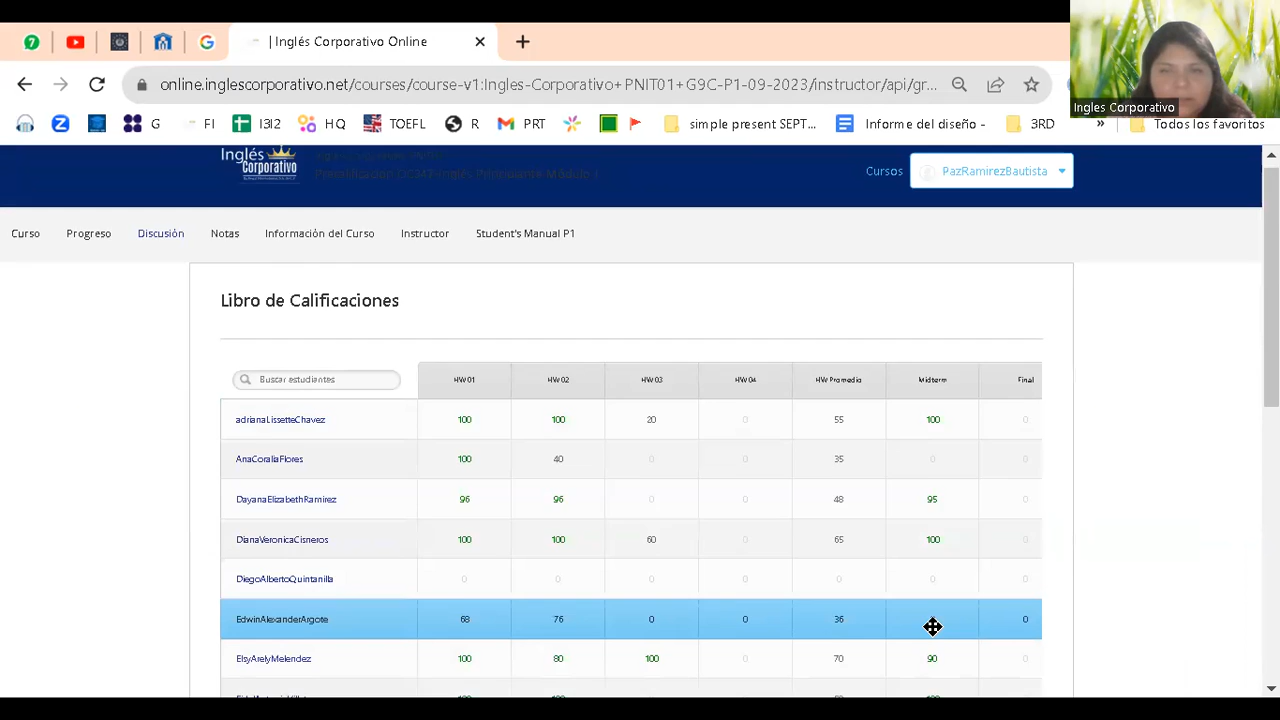 | Inglés Corporativo Online
online.inglescorporativo.net/courses/course-v1:Ingles-Corporativo+PNIT01+G9C-P1-09-2023/instructor/api/gr...
Ingles Corporativo
G FI I3I2 HQ TOEFL R PRT simple present SEPT... Informe del diseño - 3RD » Todos los favoritos
Inglés Corporativo
Cursos PazRamirezBautista
Curso Progreso Discusión Notas Información del Curso Instructor Student's Manual P1
Libro de Calificaciones
Buscar estudiantes HW 01 HW 02 HW 03 HW 04 HW Promedio Midterm Final
adrianaLissetteChavez 100 100 20 0 55 100 0
AnaCoraliaFlores 100 40 0 0 35 0 0
DayanaElizabethRamirez 96 96 0 0 48 95 0
DianaVeronicaCisneros 100 100 60 0 65 100 0
DiegoAlbertoQuintanilla 0 0 0 0 0 0 0
EdwinAlexanderArgote 68 76 0 0 36 0
ElsyArelyMelendez 100 80 100 0 70 90 0